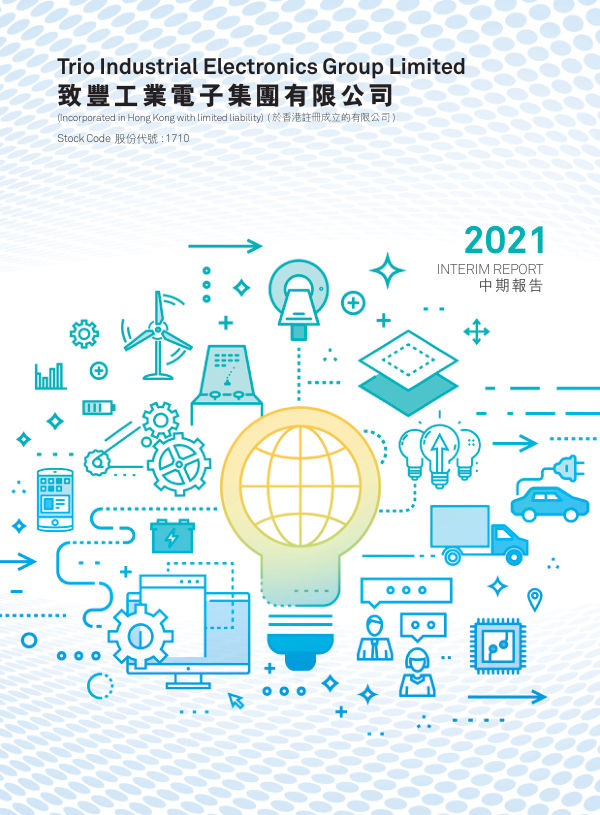 Trio Industrial Electronics Group Limited
致豐工業電子集團有限公司
(Incorporated in Hong Kong with limited liability) (於香港註冊成立的有限公司)
Stock Code 股份代號 : 1710
2021
INTERIM REPORT
中期報告